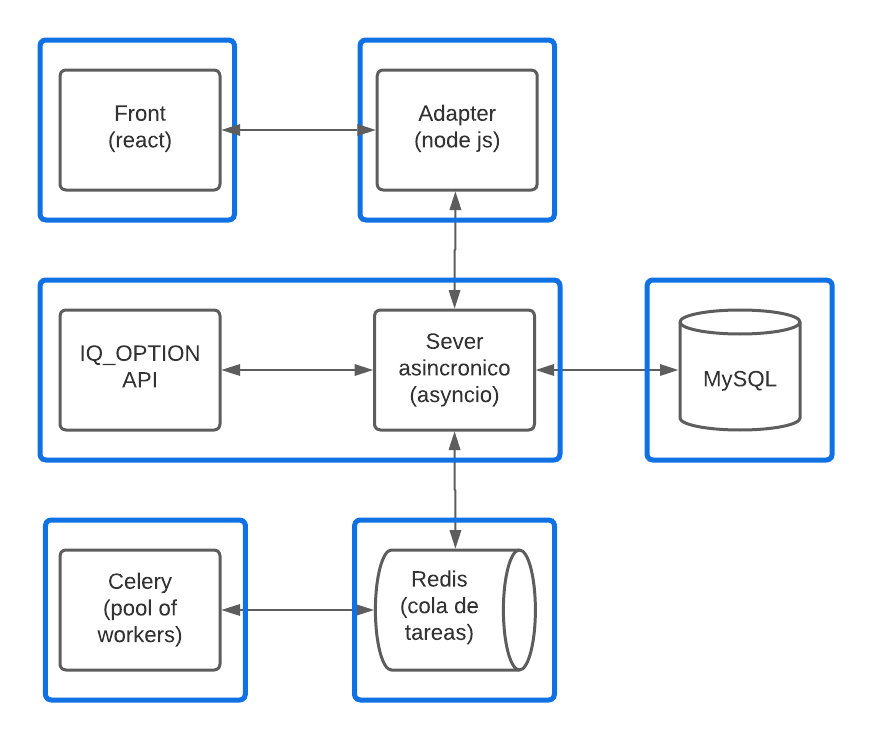 Front
(react)
Adapter
(node js)
IQ_OPTION
API
Sever
asincronico
(asyncio)
MySQL
Celery
(pool of
workers)
Redis
(cola de
tareas)